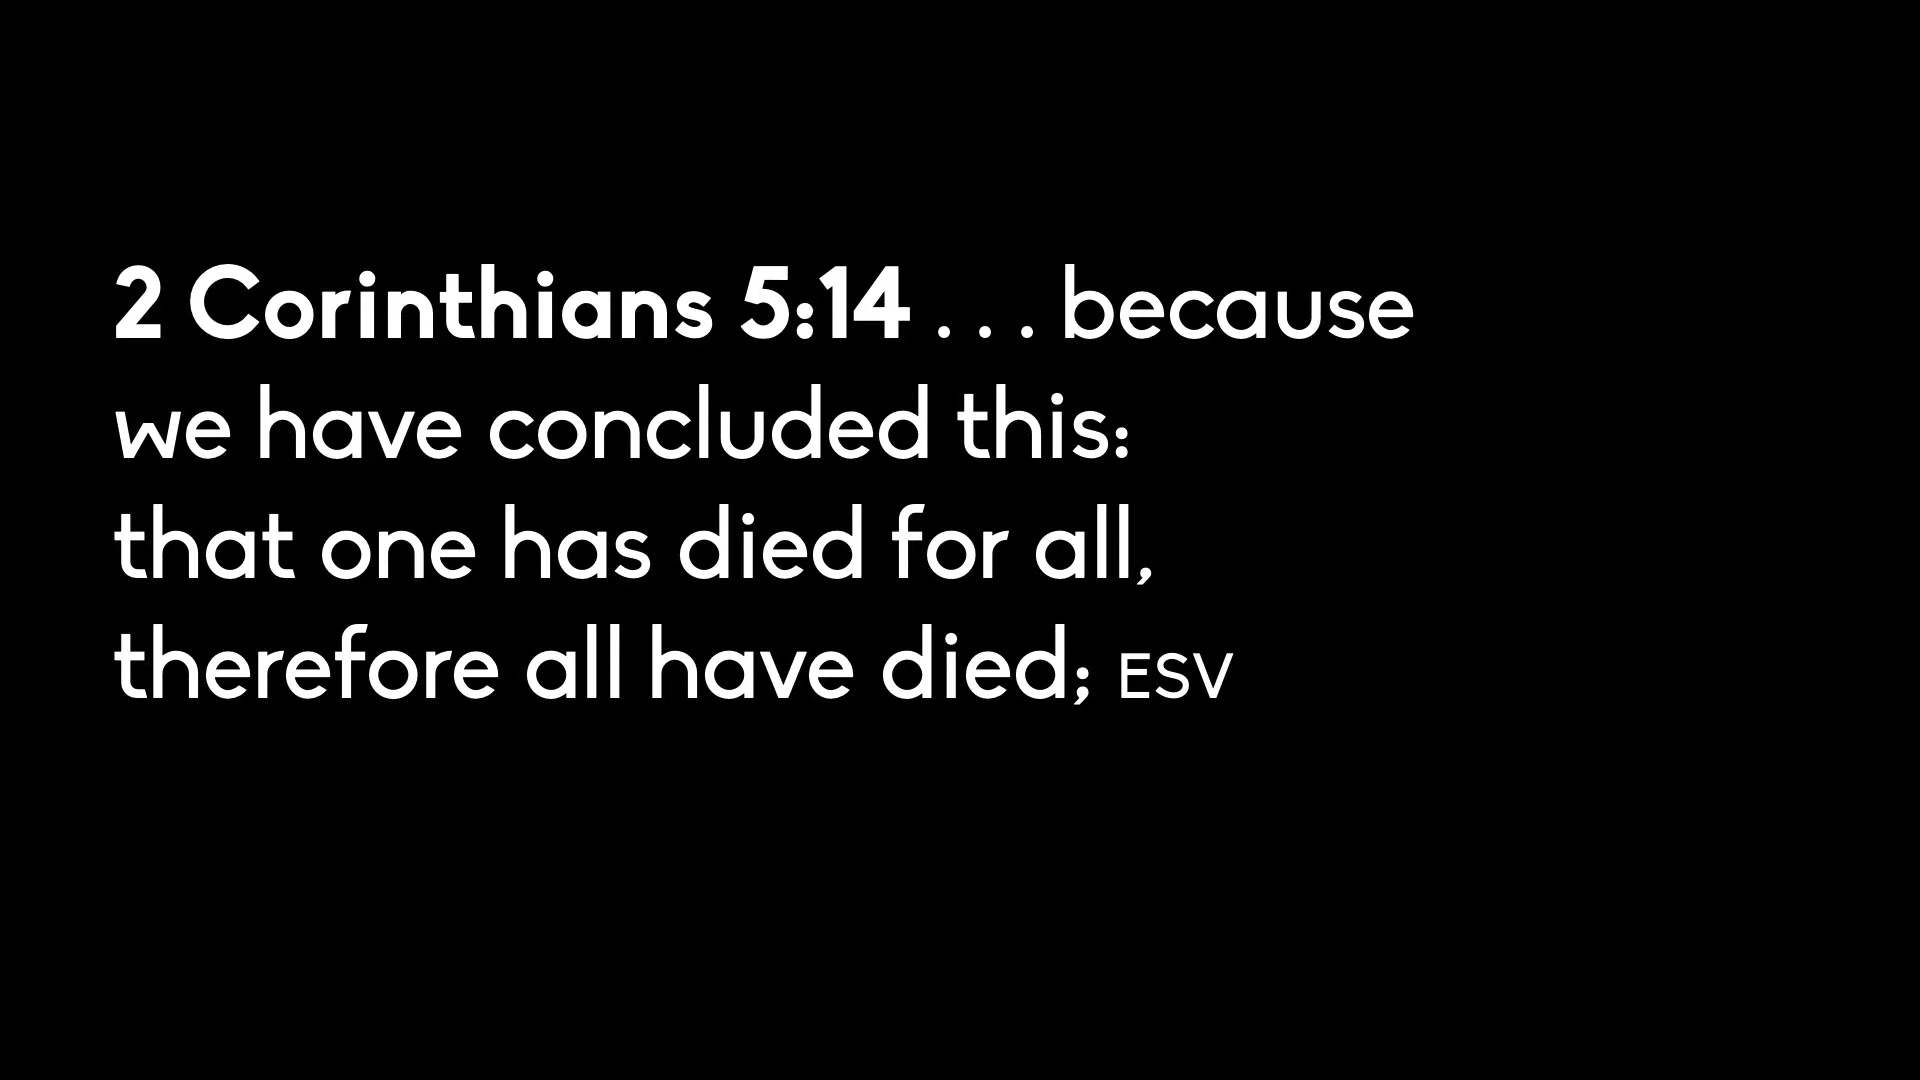 2 Corinthians 5:14 . . . because
we have concluded this:
that one has died for all,
therefore all have died; ESV